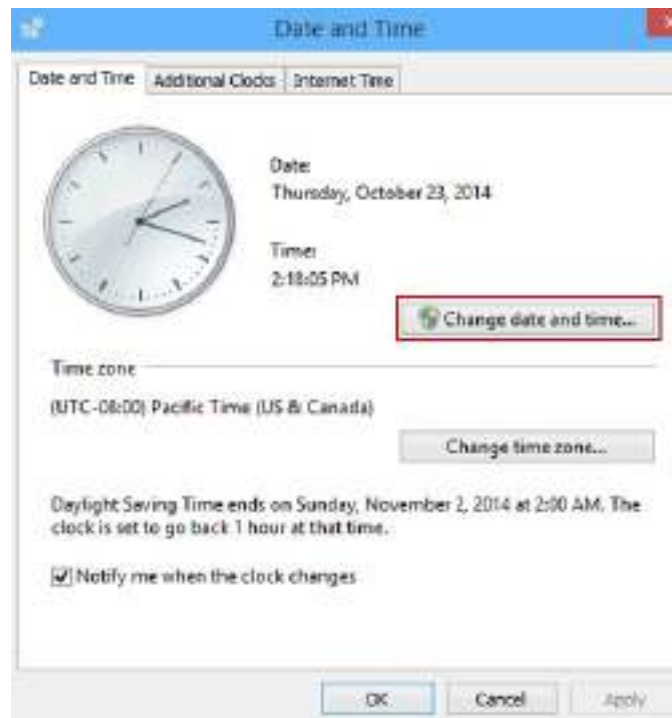 Date and Time
Date and Time Additional Clocks Internet Time
Date:
Thursday, October 23, 2014
Time:
2:18:05 PM
Change date and time...
Time zone
(UTC-08:00) Pacific Time (US & Canada)
Change time zone...
Daylight Saving Time ends on Sunday, November 2, 2014 at 2:00 AM. The
clock is set to go back 1 hour at that time.
Notify me when the clock changes
OK Cancel Apply